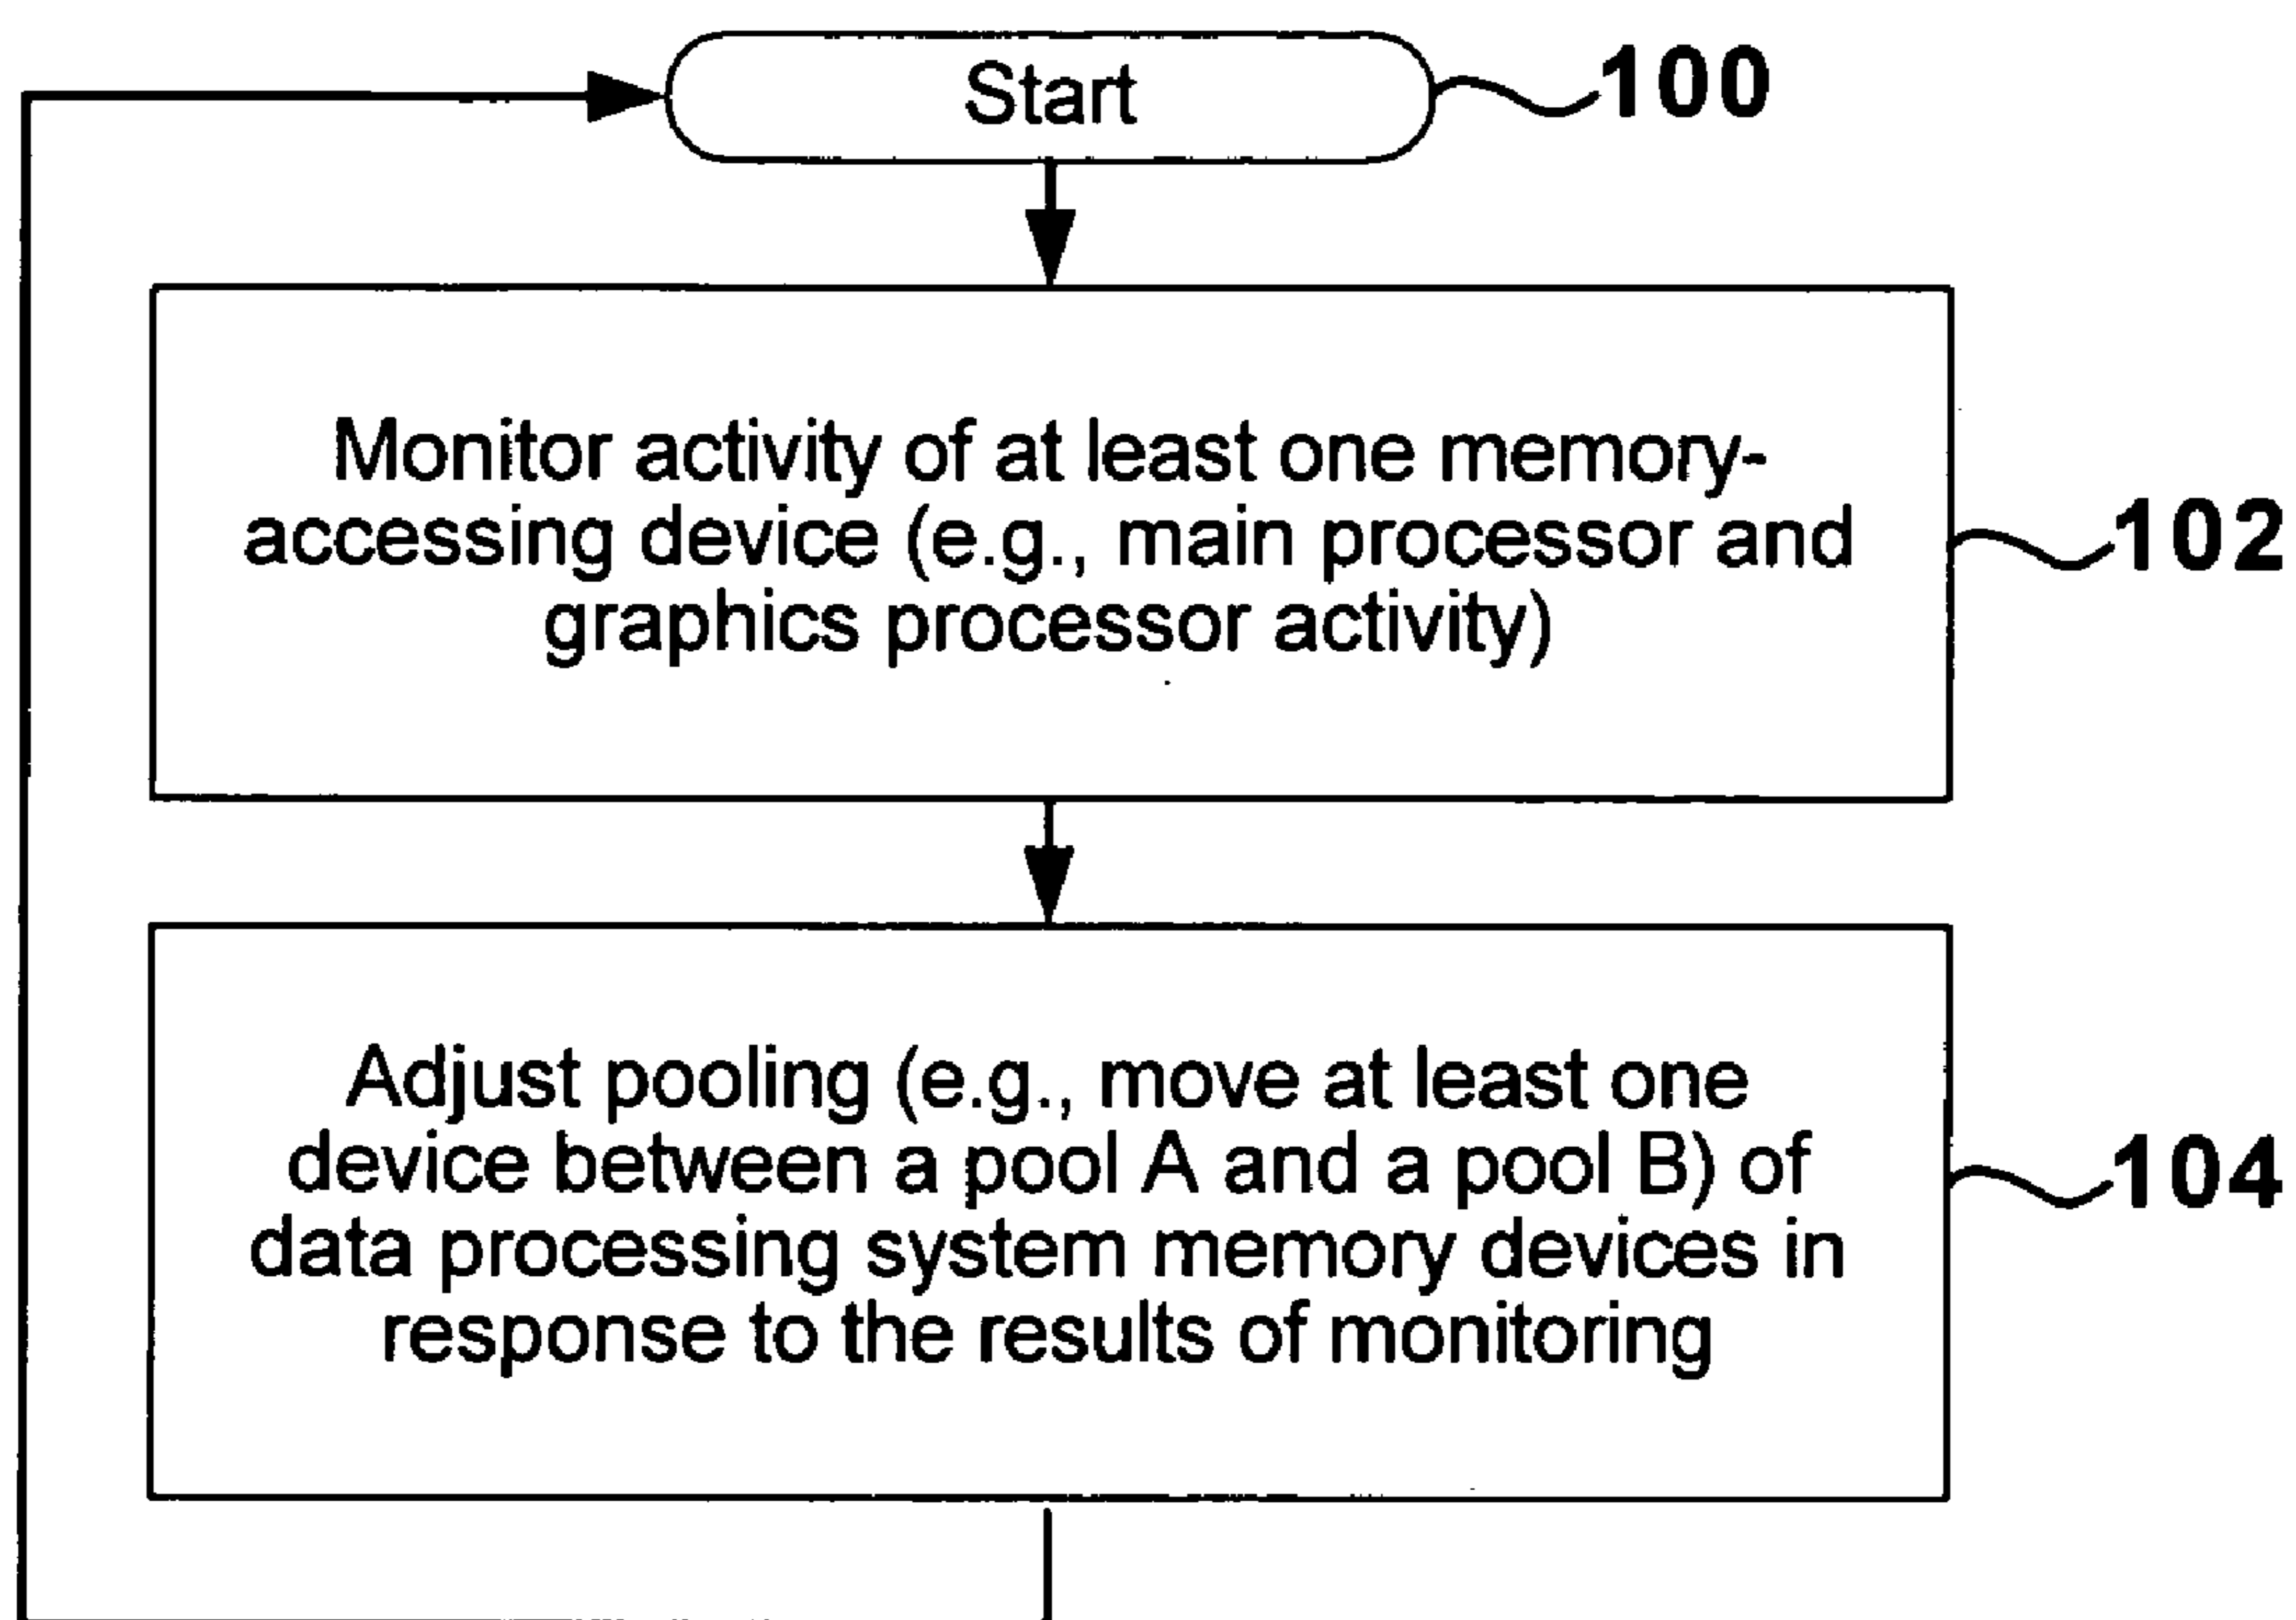 Start
100
Monitor activity of at least one memory-
accessing device (e.g., main processor and
graphics processor activity)
102
Adjust pooling (e.g., move at least one
device between a pool A and a pool B) of
data processing system memory devices in
response to the results of monitoring
104